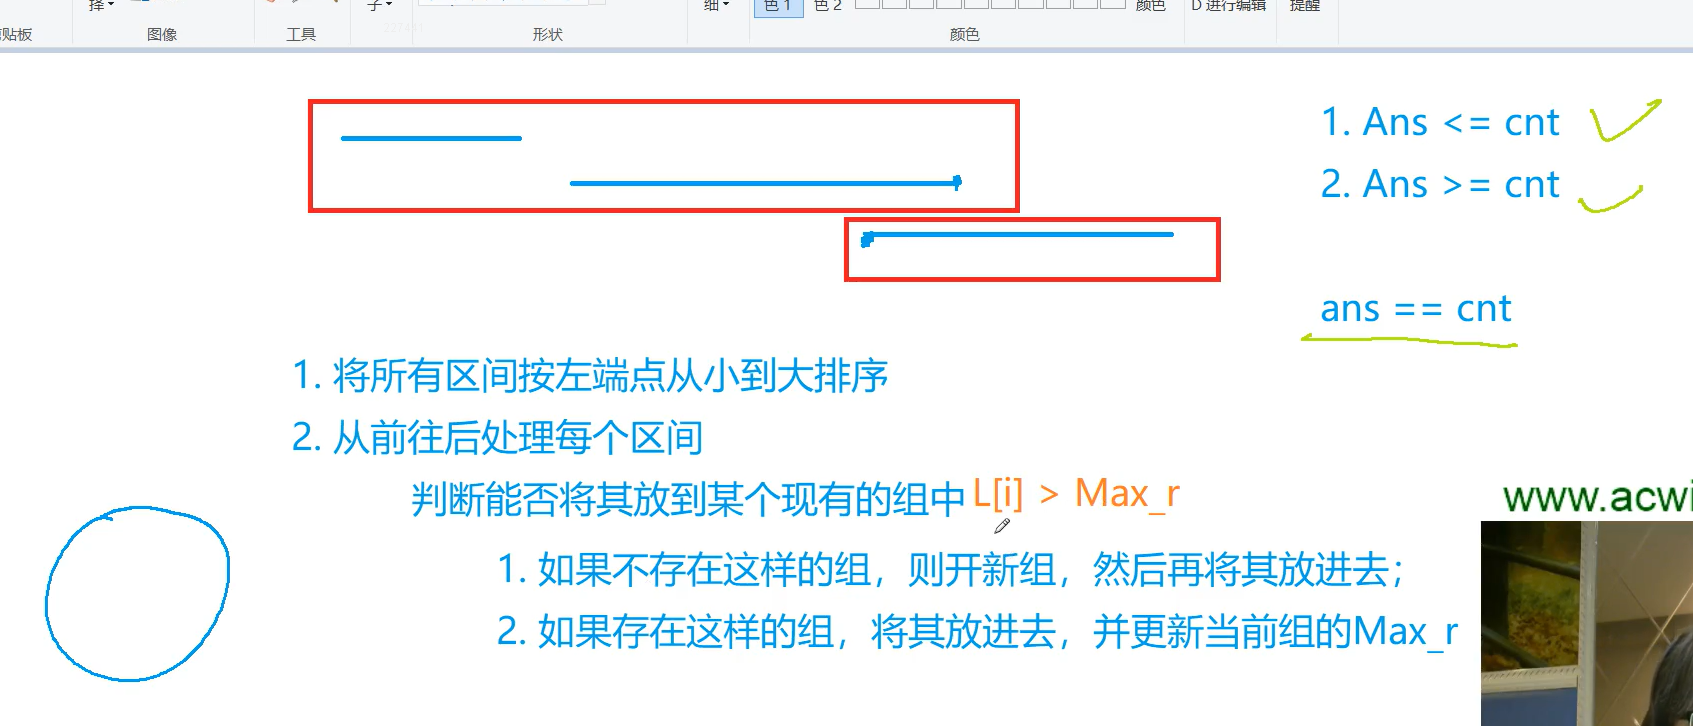 贴板
图像
工具
形状
颜色
择
子
细
色 1
色 2
颜色
D 进行编辑
提醒
1. Ans <= cnt
2. Ans >= cnt
ans == cnt
1. 将所有区间按左端点从小到大排序
2. 从前往后处理每个区间
判断能否将其放到某个现有的组中 L[i] > Max_r
1. 如果不存在这样的组，则开新组，然后再将其放进去；
2. 如果存在这样的组，将其放进去，并更新当前组的Max_r
www.acwi